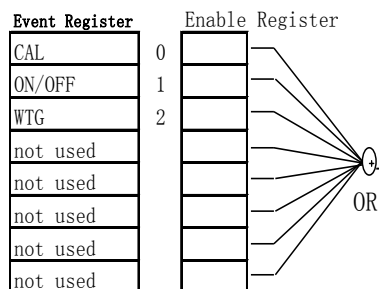 Event Register Enable Register
CAL 0
ON/OFF 1
WTG 2
not used
not used
not used
not used
not used
+
OR